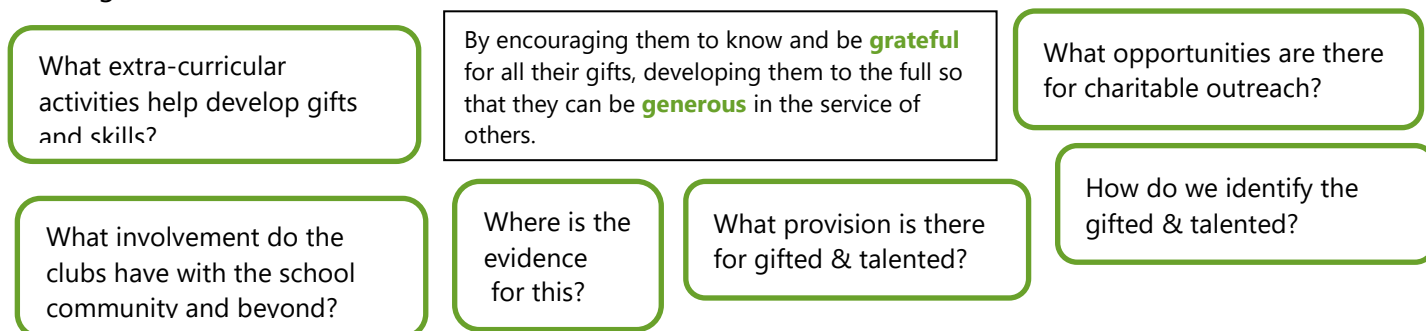 What extra-curricular
activities help develop gifts
and skills?
By encouraging them to know and be grateful
for all their gifts, developing them to the full so
that they can be generous in the service of
others.
What opportunities are there
for charitable outreach?
What involvement do the
clubs have with the school
community and beyond?
Where is the
evidence
for this?
What provision is there
for gifted & talented?
How do we identify the
gifted & talented?